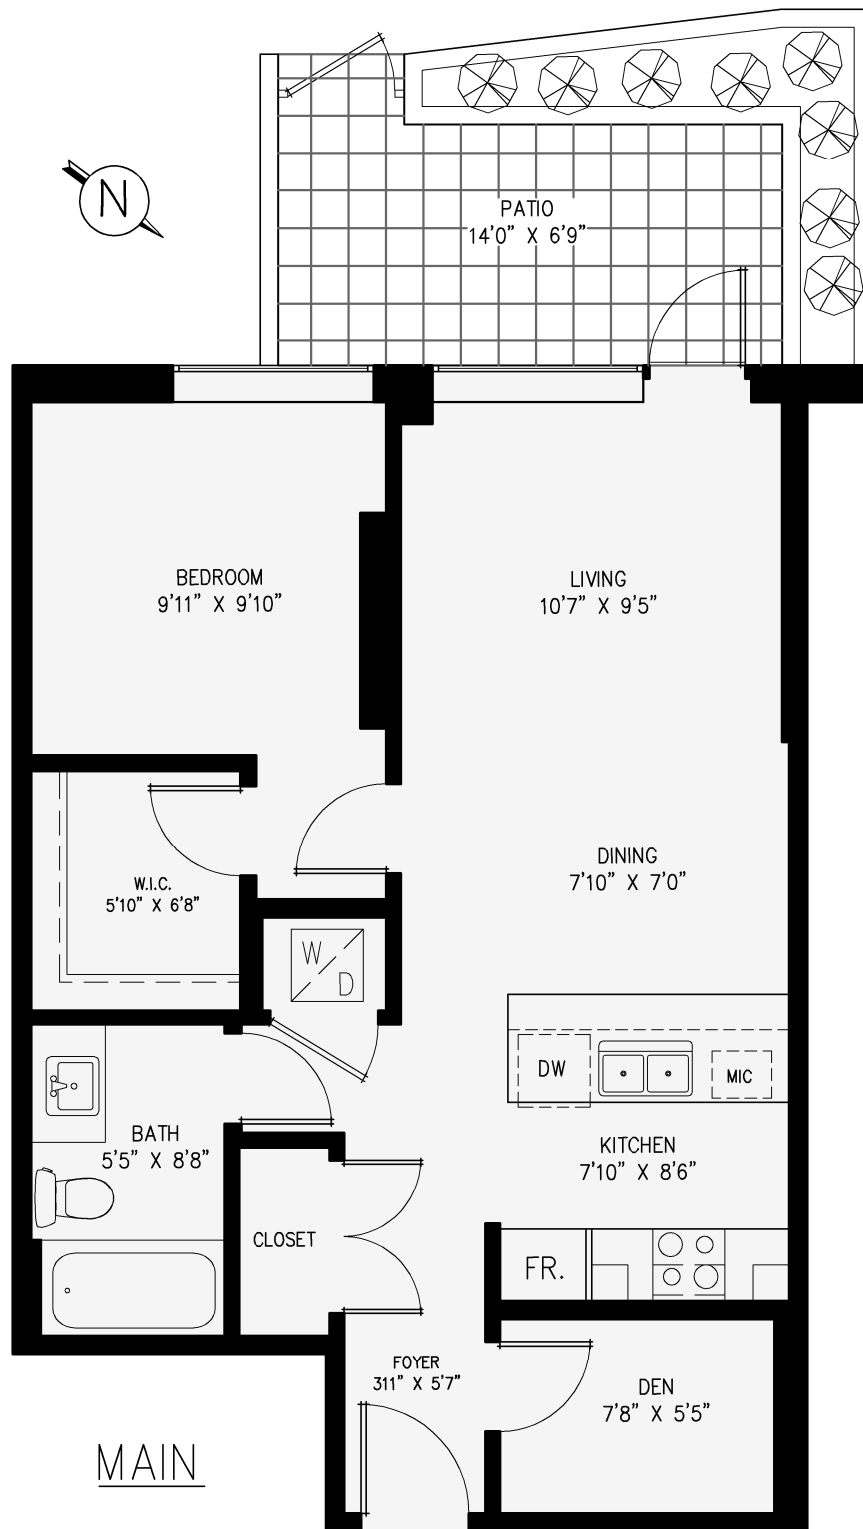 N
PATIO
14'0" X 6'9"
BEDROOM
9'11" X 9'10"
LIVING
10'7" X 9'5"
DINING
7'10" X 7'0"
W.I.C.
5'10" X 6'8"
W
D
DW
MIC
BATH
5'5" X 8'8"
KITCHEN
7'10" X 8'6"
CLOSET
FR.
FOYER
311" X 5'7"
DEN
7'8" X 5'5"
MAIN